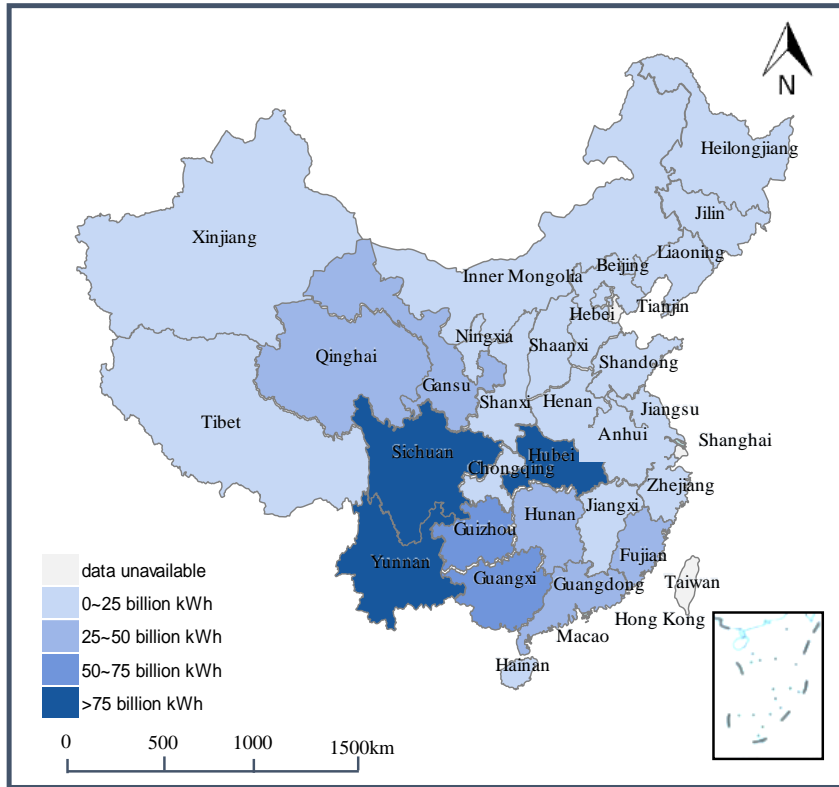 N
Heilongjiang
Jilin
Liaoning
Xinjiang
Beijing
Inner Mongolia
Tianjin
Hebei
Ningxia
Shaanxi
Shandong
Qinghai
Gansu
Shanxi
Henan
Jiangsu
Tibet
Anhui
Shanghai
Sichuan
Hubei
Chongqing
Zhejiang
Jiangxi
Hunan
Guizhou
Fujian
Yunnan
Guangxi
Guangdong
Taiwan
Hong Kong
Macao
Hainan
data unavailable
0~25 billion kWh
25~50 billion kWh
50~75 billion kWh
>75 billion kWh
0 500 1000 1500km